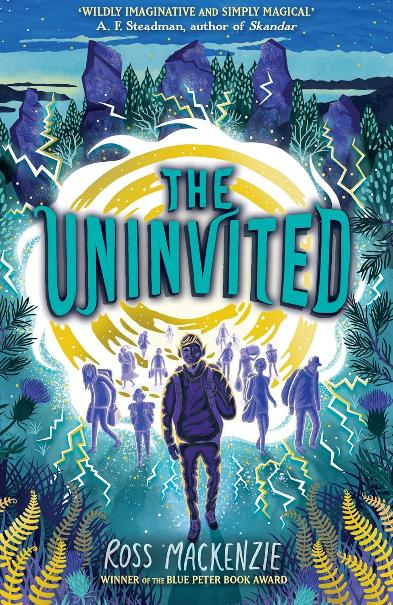 ‘WILDLY IMAGINATIVE AND SIMPLY MAGICAL’
A. F. STEADMAN, author of Skandar
THE
UNINVITED
ROSS MACKENZIE
WINNER OF THE BLUE PETER BOOK AWARD